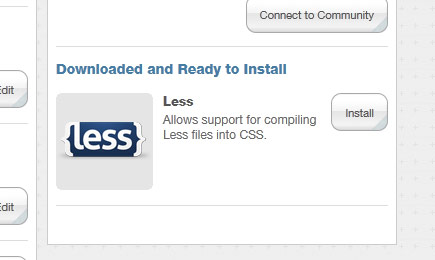 Connect to Community
Downloaded and Ready to Install
Edit
Less
Allows support for compiling
Less files into CSS.
Install
{less}
Edit